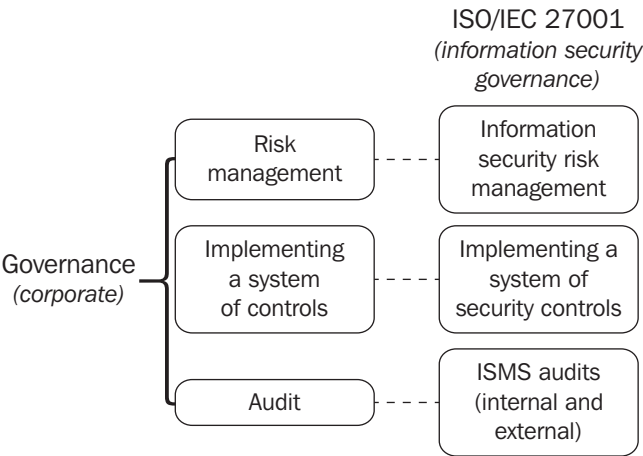 ISO/IEC 27001
(information security
governance)
Risk
management
Information
security risk
management
Governance
(corporate)
Implementing
a system
of controls
Implementing a
system of
security controls
Audit
ISMS audits
(internal and
external)